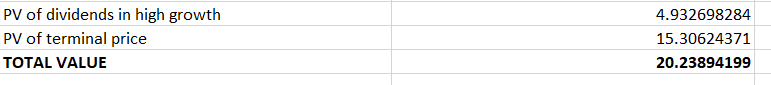 PV of dividends in high growth 4.932698284
PV of terminal price 15.30624371
TOTAL VALUE 20.23894199